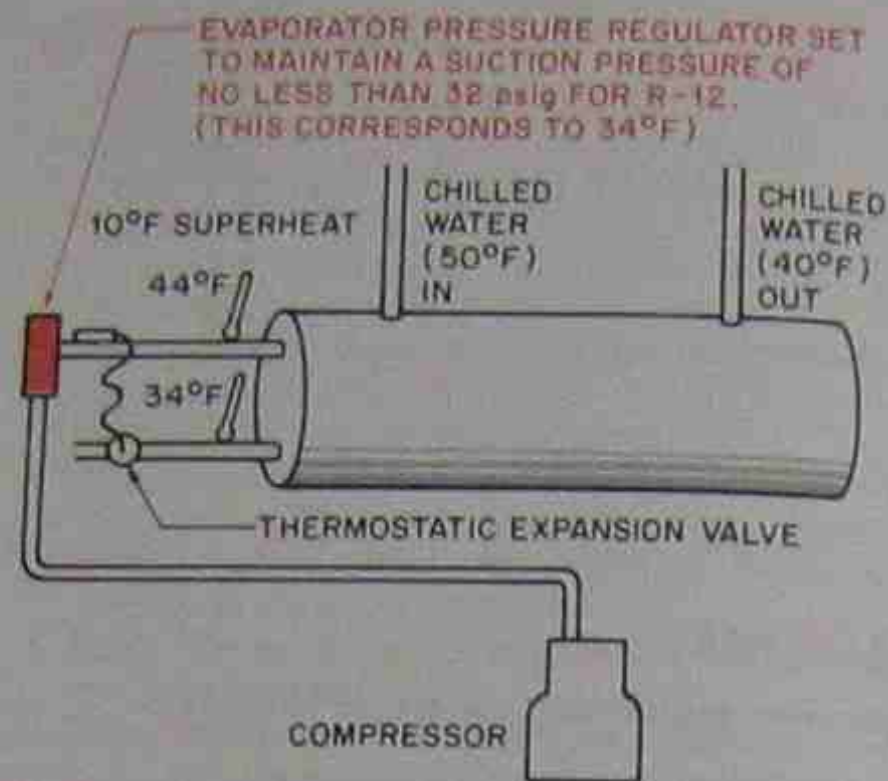 EVAPORATOR PRESSURE REGULATOR SET
TO MAINTAIN A SUCTION PRESSURE OF
NO LESS THAN 32 psig FOR R-12.
(THIS CORRESPONDS TO 34°F)
10°F SUPERHEAT
44°F
34°F
CHILLED
WATER
(50°F)
IN
CHILLED
WATER
(40°F)
OUT
THERMOSTATIC EXPANSION VALVE
COMPRESSOR